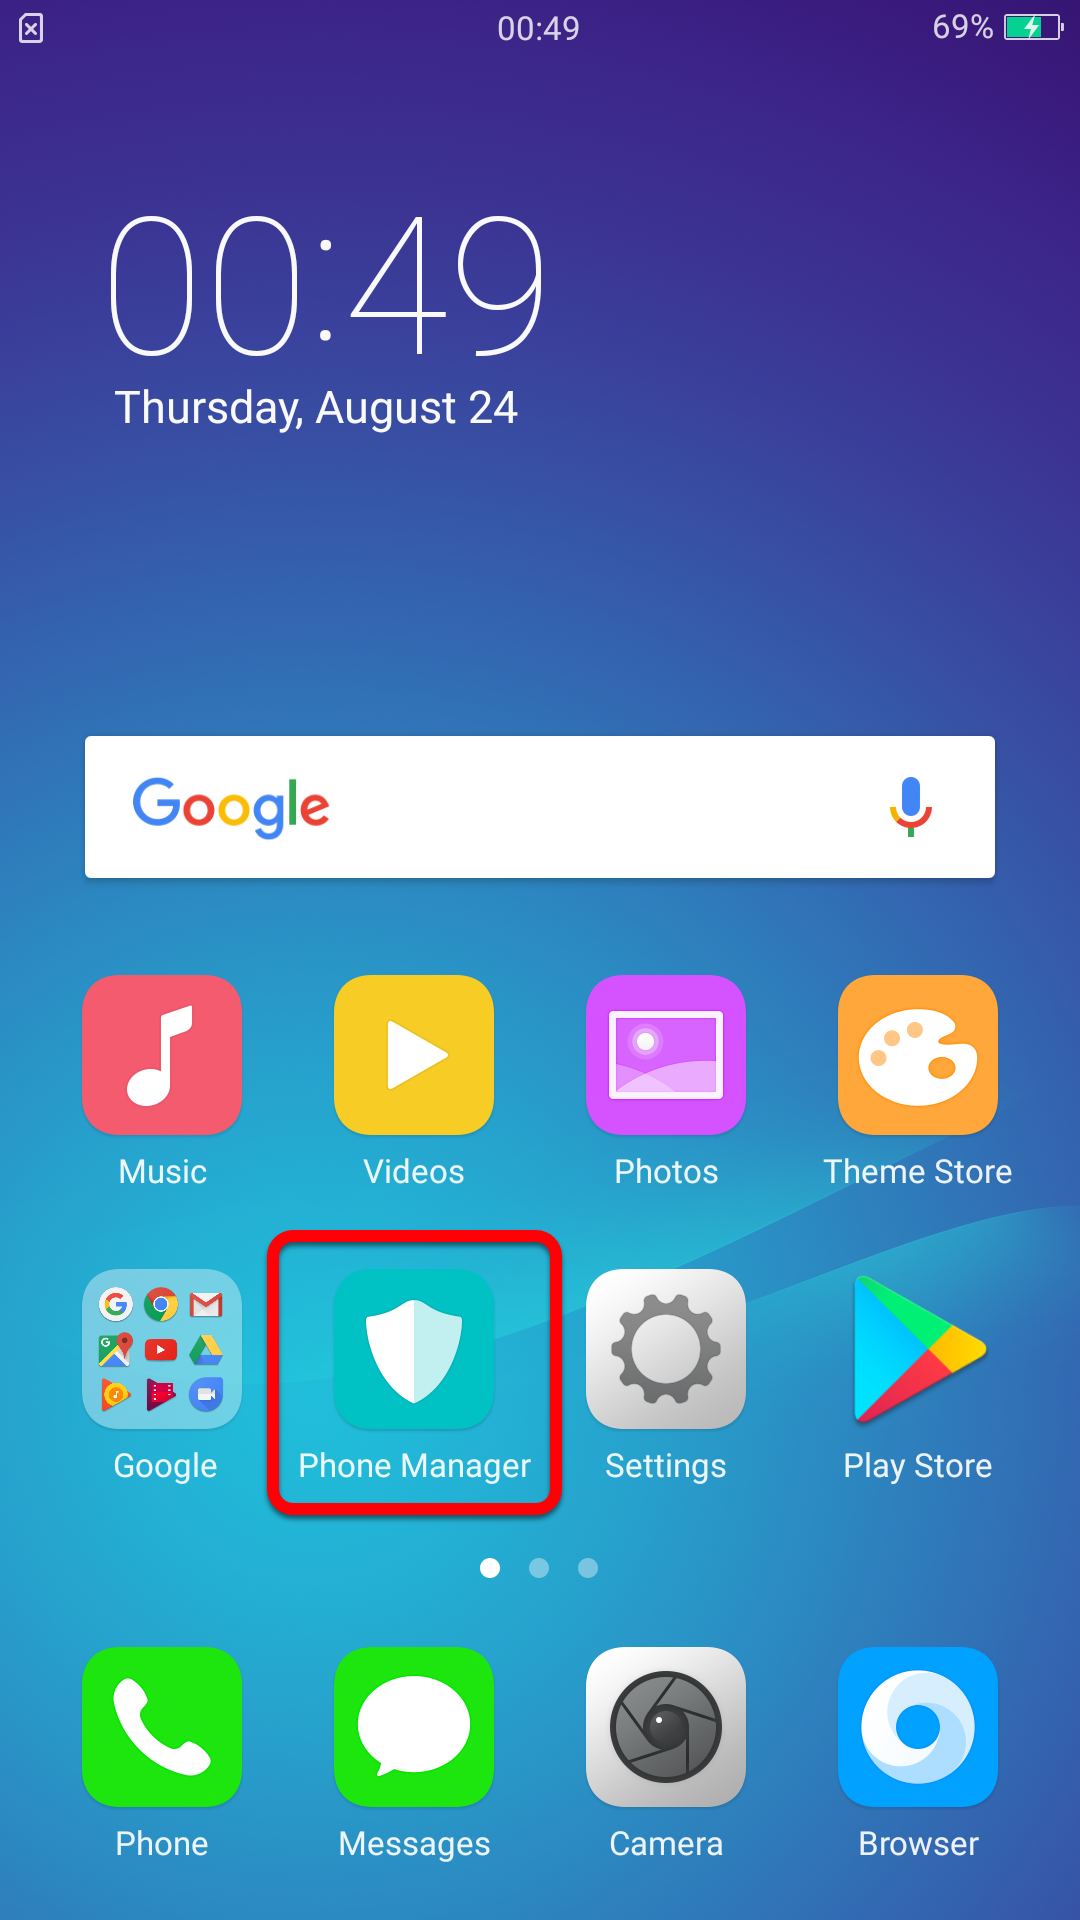 00:49
69%
00:49
Thursday, August 24
Google
Music
Videos
Photos
Theme Store
Google
Phone Manager
Settings
Play Store
Phone
Messages
Camera
Browser